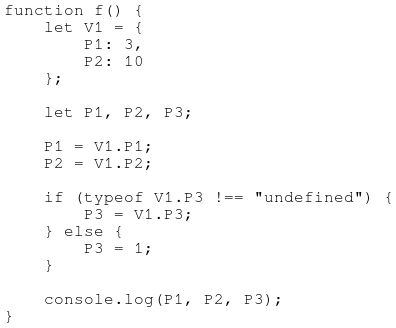 function f() {
    let V1 = {
        P1: 3,
        P2: 10
    };

    let P1, P2, P3;

    P1 = V1.P1;
    P2 = V1.P2;

    if (typeof V1.P3 !== "undefined") {
        P3 = V1.P3;
    } else {
        P3 = 1;
    }

    console.log(P1, P2, P3);
}